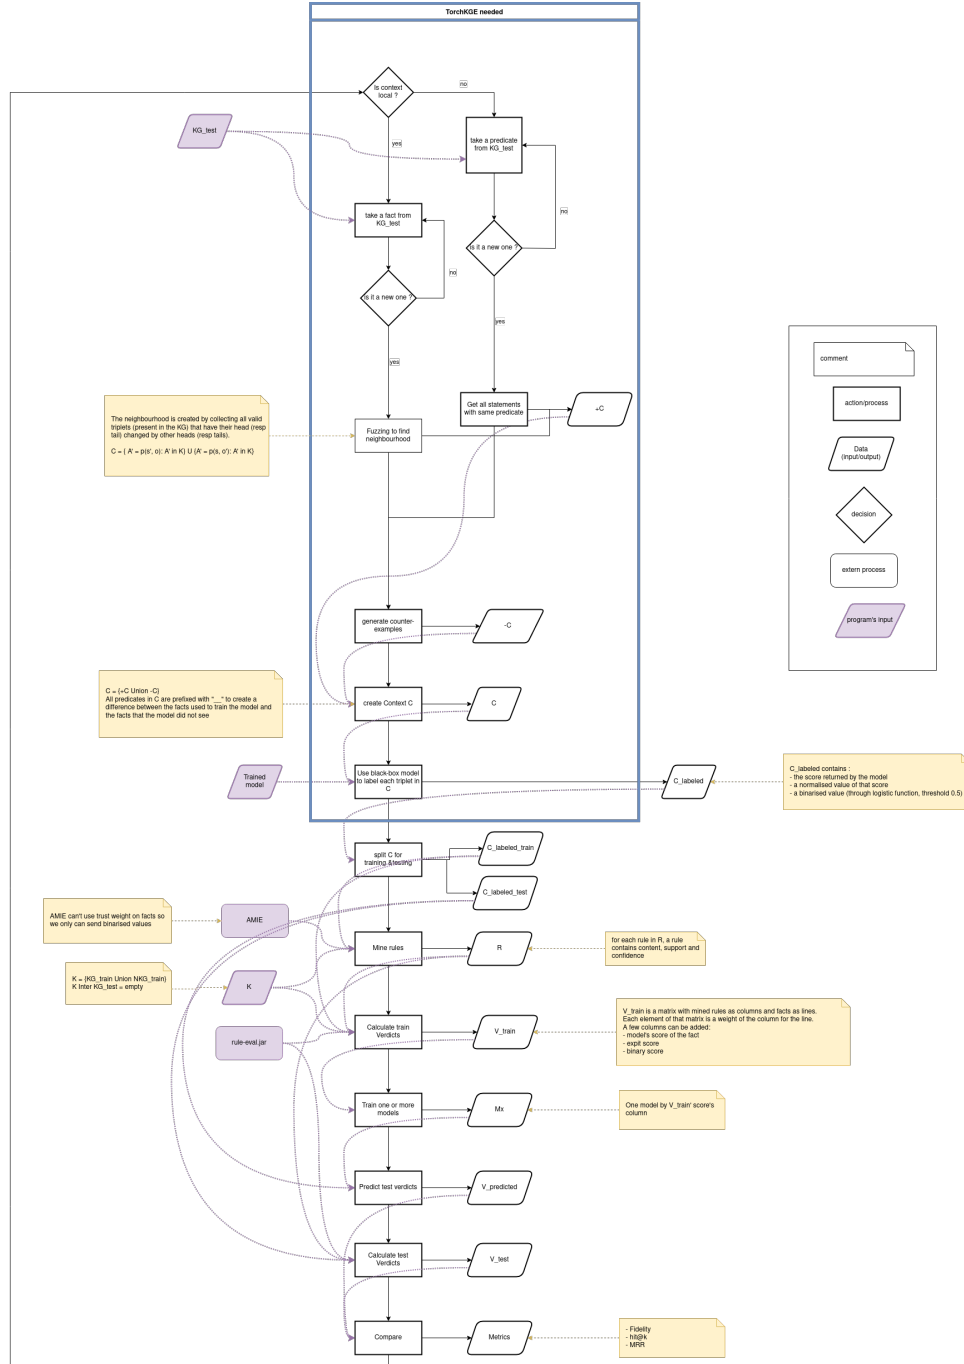 TorchKGE needed
Is context
local ?
no
KG_test
take a predicate
from KG_test
yes
take a fact from
KG_test
no
Is it a new one ?
no
Is it a new one ?
yes
yes
Get all statements
with same predicate
+C
The neighbourhood is created by collecting all valid
triplets (present in the KG) that have their head (resp
tail) changed by other heads (resp tails).
C = { A' = p(s', o): A' in K} U {A' = p(s, o'): A' in K}
Fuzzing to find
neighbourhood
comment
action/process
Data
(input/output)
decision
extern process
program's input
generate counter-
examples
-C
C = {+C Union -C}
All predicates in C are prefixed with "__" to create a
difference between the facts used to train the model and
the facts that the model did not see
create Context C
C
Trained
model
Use black-box model
to label each triplet in
C
C_labeled
C_labeled contains :
- the score returned by the model
- a normalised value of that score
- a binarised value (through logistic function, threshold 0.5)
split C for
training &testing
C_labeled_train
C_labeled_test
AMIE can't use trust weight on facts so
we only can send binarised values
AMIE
Mine rules
R
for each rule in R, a rule
contains content, support and
confidence
K = {KG_train Union NKG_train}
K Inter KG_test = empty
K
rule-eval.jar
Calculate train
Verdicts
V_train
V_train is a matrix with mined rules as columns and facts as lines.
Each element of that matrix is a weight of the column for the line.
A few columns can be added:
- model's score of the fact
- expit score
- binary score
Train one or more
models
Mx
One model by V_train' score's
column
Predict test verdicts
V_predicted
Calculate test
Verdicts
V_test
Compare
Metrics
- Fidelity
- hit@k
- MRR